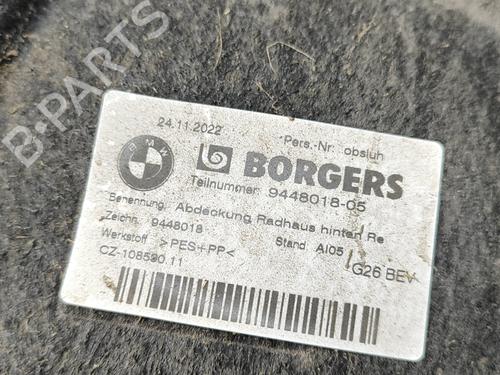 B-PARTS
24.11.2022
Pers.-Nr: obsluh
BMW
BORGERS
Teilnummer: 9448018-05
Benennung: Abdeckung Radhaus hinten Re
Zeichn. 9448018
Stand AI05
Werkstoff >PES+PP<
G26 BEV
CZ-108590.11